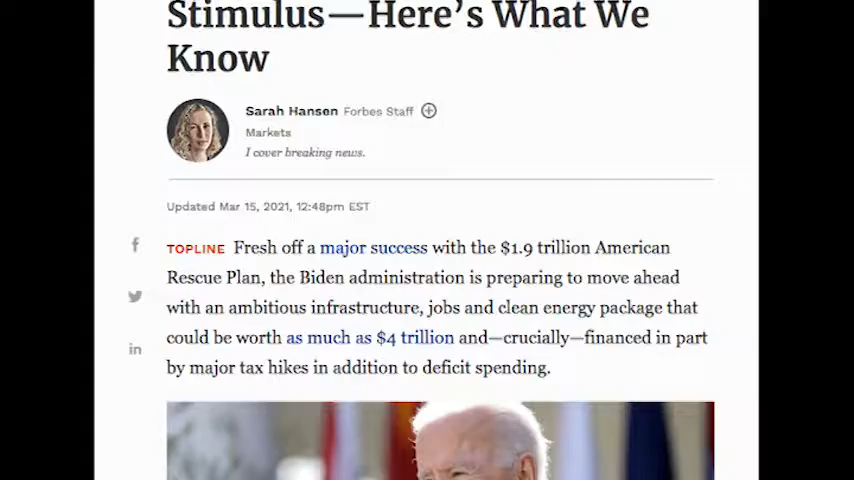 Stimulus—Here's What We
Know
Sarah Hansen Forbes Staff
Markets
I cover breaking news.
Updated Mar 15, 2021, 12:48pm EST
TOPLINE Fresh off a major success with the $1.9 trillion American
Rescue Plan, the Biden administration is preparing to move ahead
with an ambitious infrastructure, jobs and clean energy package that
could be worth as much as $4 trillion and—crucially—financed in part
by major tax hikes in addition to deficit spending.